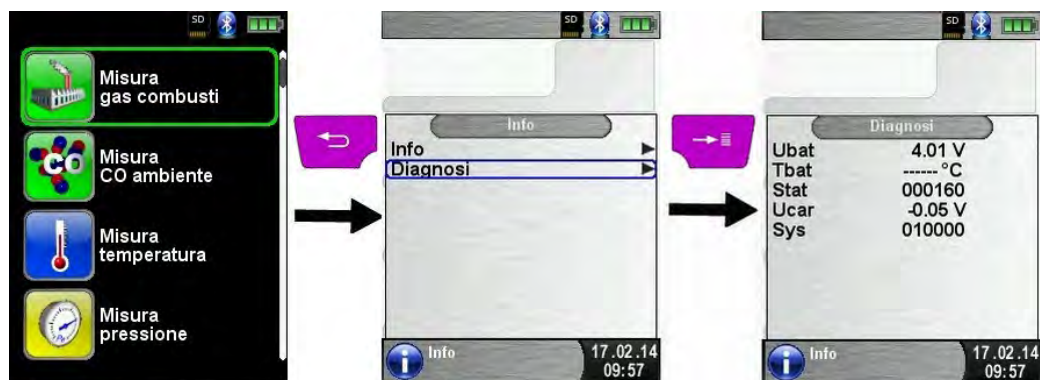 SD
Misura
gas combusti
CO
Misura
CO ambiente
Misura
temperatura
Misura
pressione
SD
Info
Info
Diagnosi
Info
17.02.14
09:57
SD
Diagnosi
Ubat 4.01 V
Tbat ------ °C
Stat 000160
Ucar -0.05 V
Sys 010000
Info
17.02.14
09:57